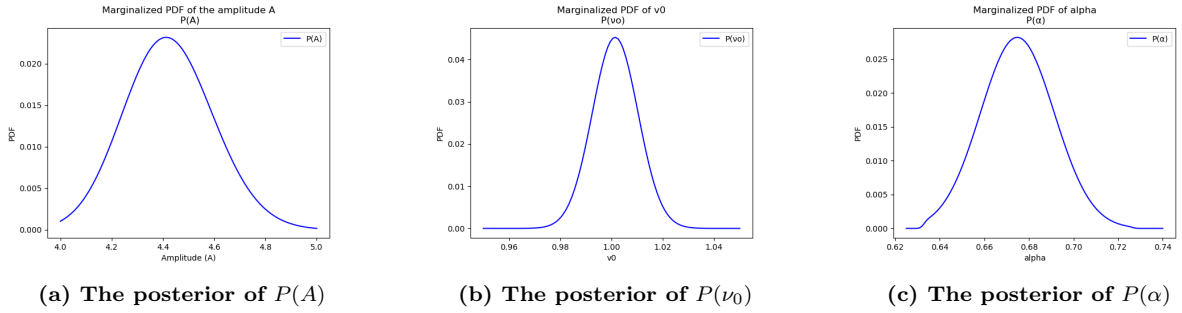 Marginalized PDF of the amplitude A
P(A)
P(A)
0.020
0.015
0.010
0.005
0.000
PDF
4.0 4.2 4.4 4.6 4.8 5.0
Amplitude (A)
(a) The posterior of P(A)
Marginalized PDF of v0
P(νo)
P(νo)
0.04
0.03
0.02
0.01
0.00
PDF
0.96 0.98 1.00 1.02 1.04
v0
(b) The posterior of P(ν₀)
Marginalized PDF of alpha
P(α)
P(α)
0.025
0.020
0.015
0.010
0.005
0.000
PDF
0.62 0.64 0.66 0.68 0.70 0.72 0.74
alpha
(c) The posterior of P(α)